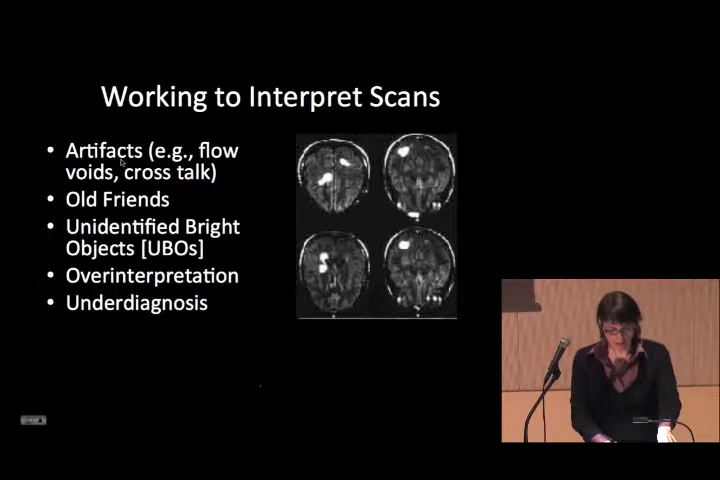 Working to Interpret Scans
• Artifacts (e.g., flow
voids, cross talk)
• Old Friends
• Unidentified Bright
Objects [UBOs]
• Overinterpretation
• Underdiagnosis